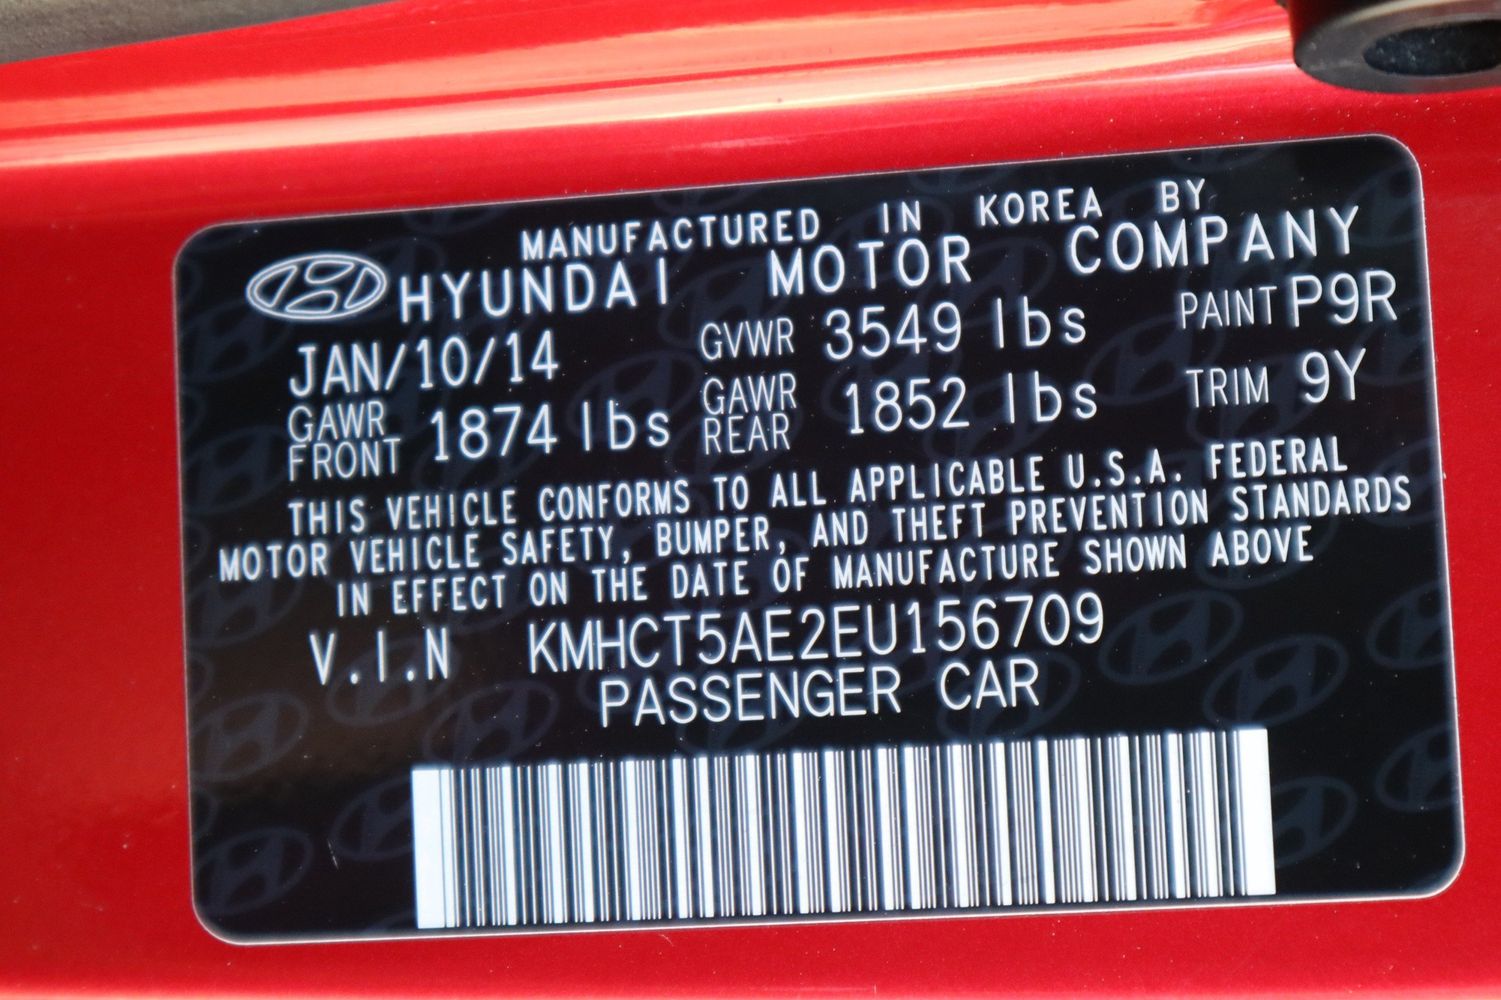 MANUFACTURED IN KOREA BY
HYUNDAI MOTOR COMPANY
JAN/10/14 GVWR 3549 lbs PAINT P9R
GAWR FRONT 1874 lbs GAWR REAR 1852 lbs TRIM 9Y
THIS VEHICLE CONFORMS TO ALL APPLICABLE U.S.A. FEDERAL
MOTOR VEHICLE SAFETY, BUMPER, AND THEFT PREVENTION STANDARDS
IN EFFECT ON THE DATE OF MANUFACTURE SHOWN ABOVE
V.I.N KMHCT5AE2EU156709
PASSENGER CAR